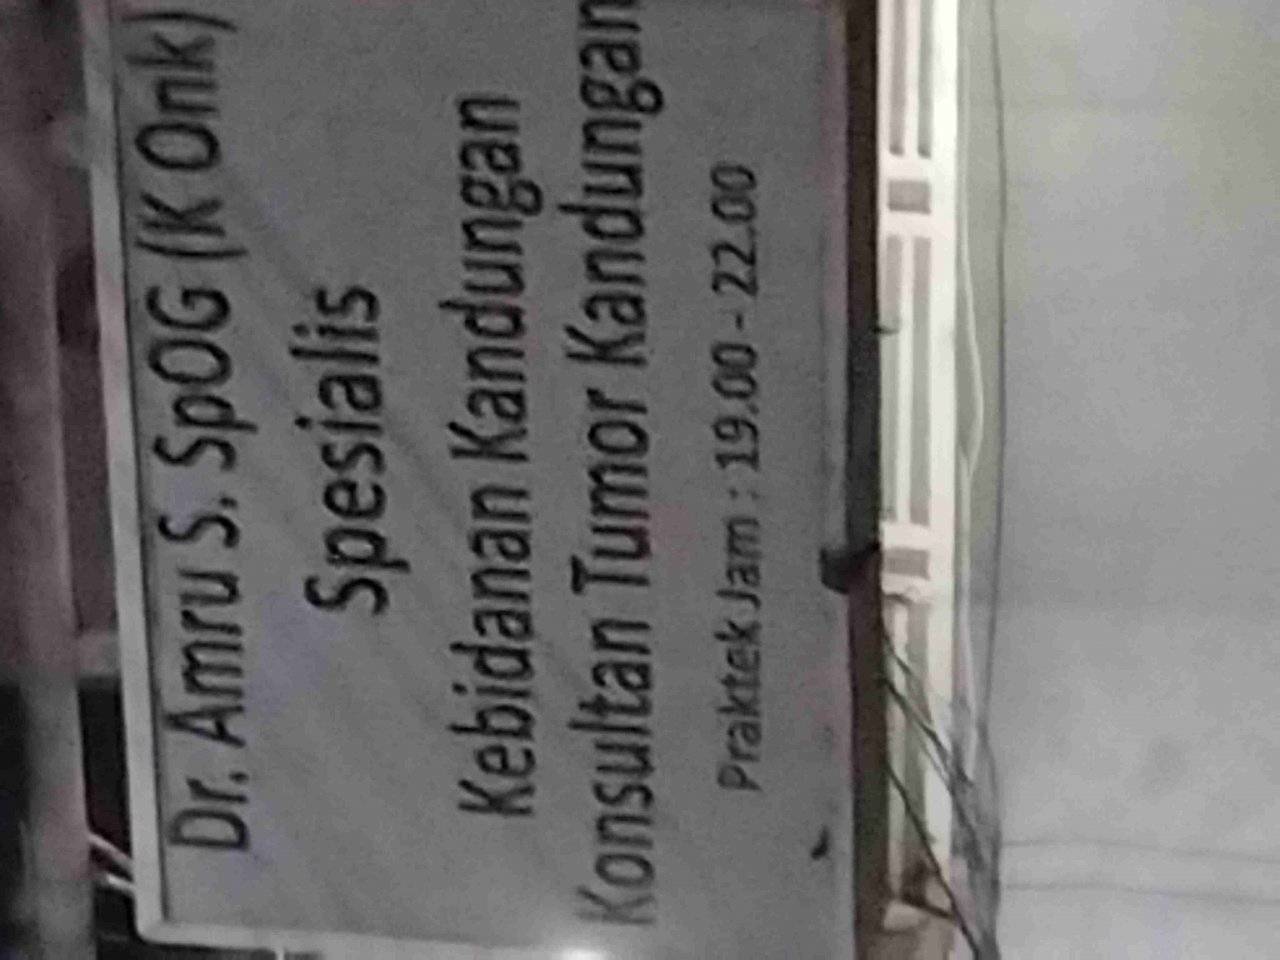 Dr. Amru S. SpOG (K Onk)
Spesialis
Kebidanan Kandungan
Konsultan Tumor Kandungan
Praktek Jam : 19.00 - 22.00